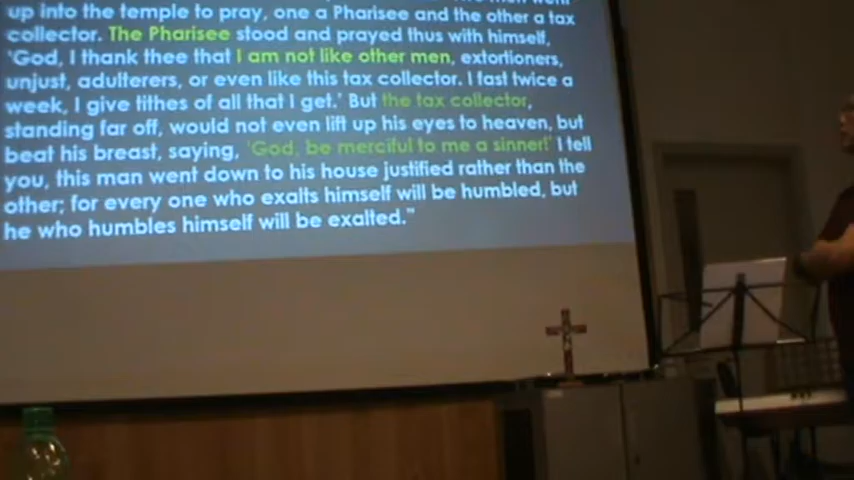 up into the temple to pray, one a Pharisee and the other a tax
collector. The Pharisee stood and prayed thus with himself,
'God, I thank thee that I am not like other men, extortioners,
unjust, adulterers, or even like this tax collector. I fast twice a
week, I give tithes of all that I get.' But the tax collector,
standing far off, would not even lift up his eyes to heaven, but
beat his breast, saying, 'God, be merciful to me a sinner!' I tell
you, this man went down to his house justified rather than the
other; for every one who exalts himself will be humbled, but
he who humbles himself will be exalted."